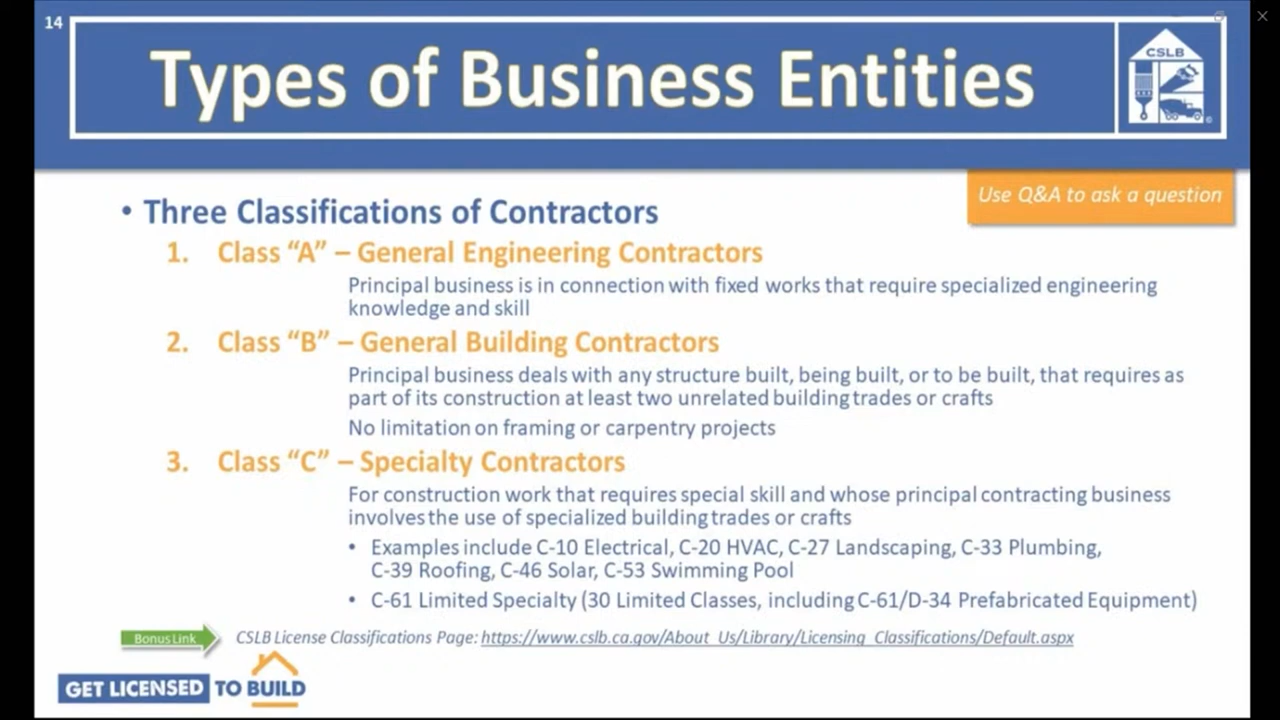 14
Types of Business Entities
CSLB
Use Q&A to ask a question
• Three Classifications of Contractors
1. Class “A” – General Engineering Contractors
Principal business is in connection with fixed works that require specialized engineering
knowledge and skill
2. Class “B” – General Building Contractors
Principal business deals with any structure built, being built, or to be built, that requires as
part of its construction at least two unrelated building trades or crafts
No limitation on framing or carpentry projects
3. Class “C” – Specialty Contractors
For construction work that requires special skill and whose principal contracting business
involves the use of specialized building trades or crafts
• Examples include C-10 Electrical, C-20 HVAC, C-27 Landscaping, C-33 Plumbing,
C-39 Roofing, C-46 Solar, C-53 Swimming Pool
• C-61 Limited Specialty (30 Limited Classes, including C-61/D-34 Prefabricated Equipment)
Bonus Link CSLB License Classifications Page: https://www.cslb.ca.gov/About_Us/Library/Licensing_Classifications/Default.aspx
GET LICENSED TO BUILD